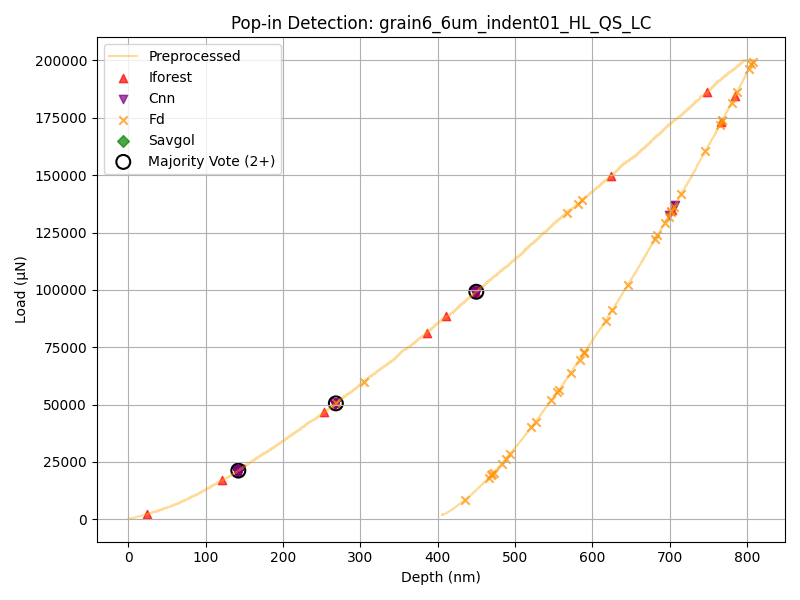 Pop-in Detection: grain6_6um_indent01_HL_QS_LC
Preprocessed
Iforest
Cnn
Fd
Savgol
Majority Vote (2+)
Load (μN)
200000
175000
150000
125000
100000
75000
50000
25000
0
0 100 200 300 400 500 600 700 800
Depth (nm)